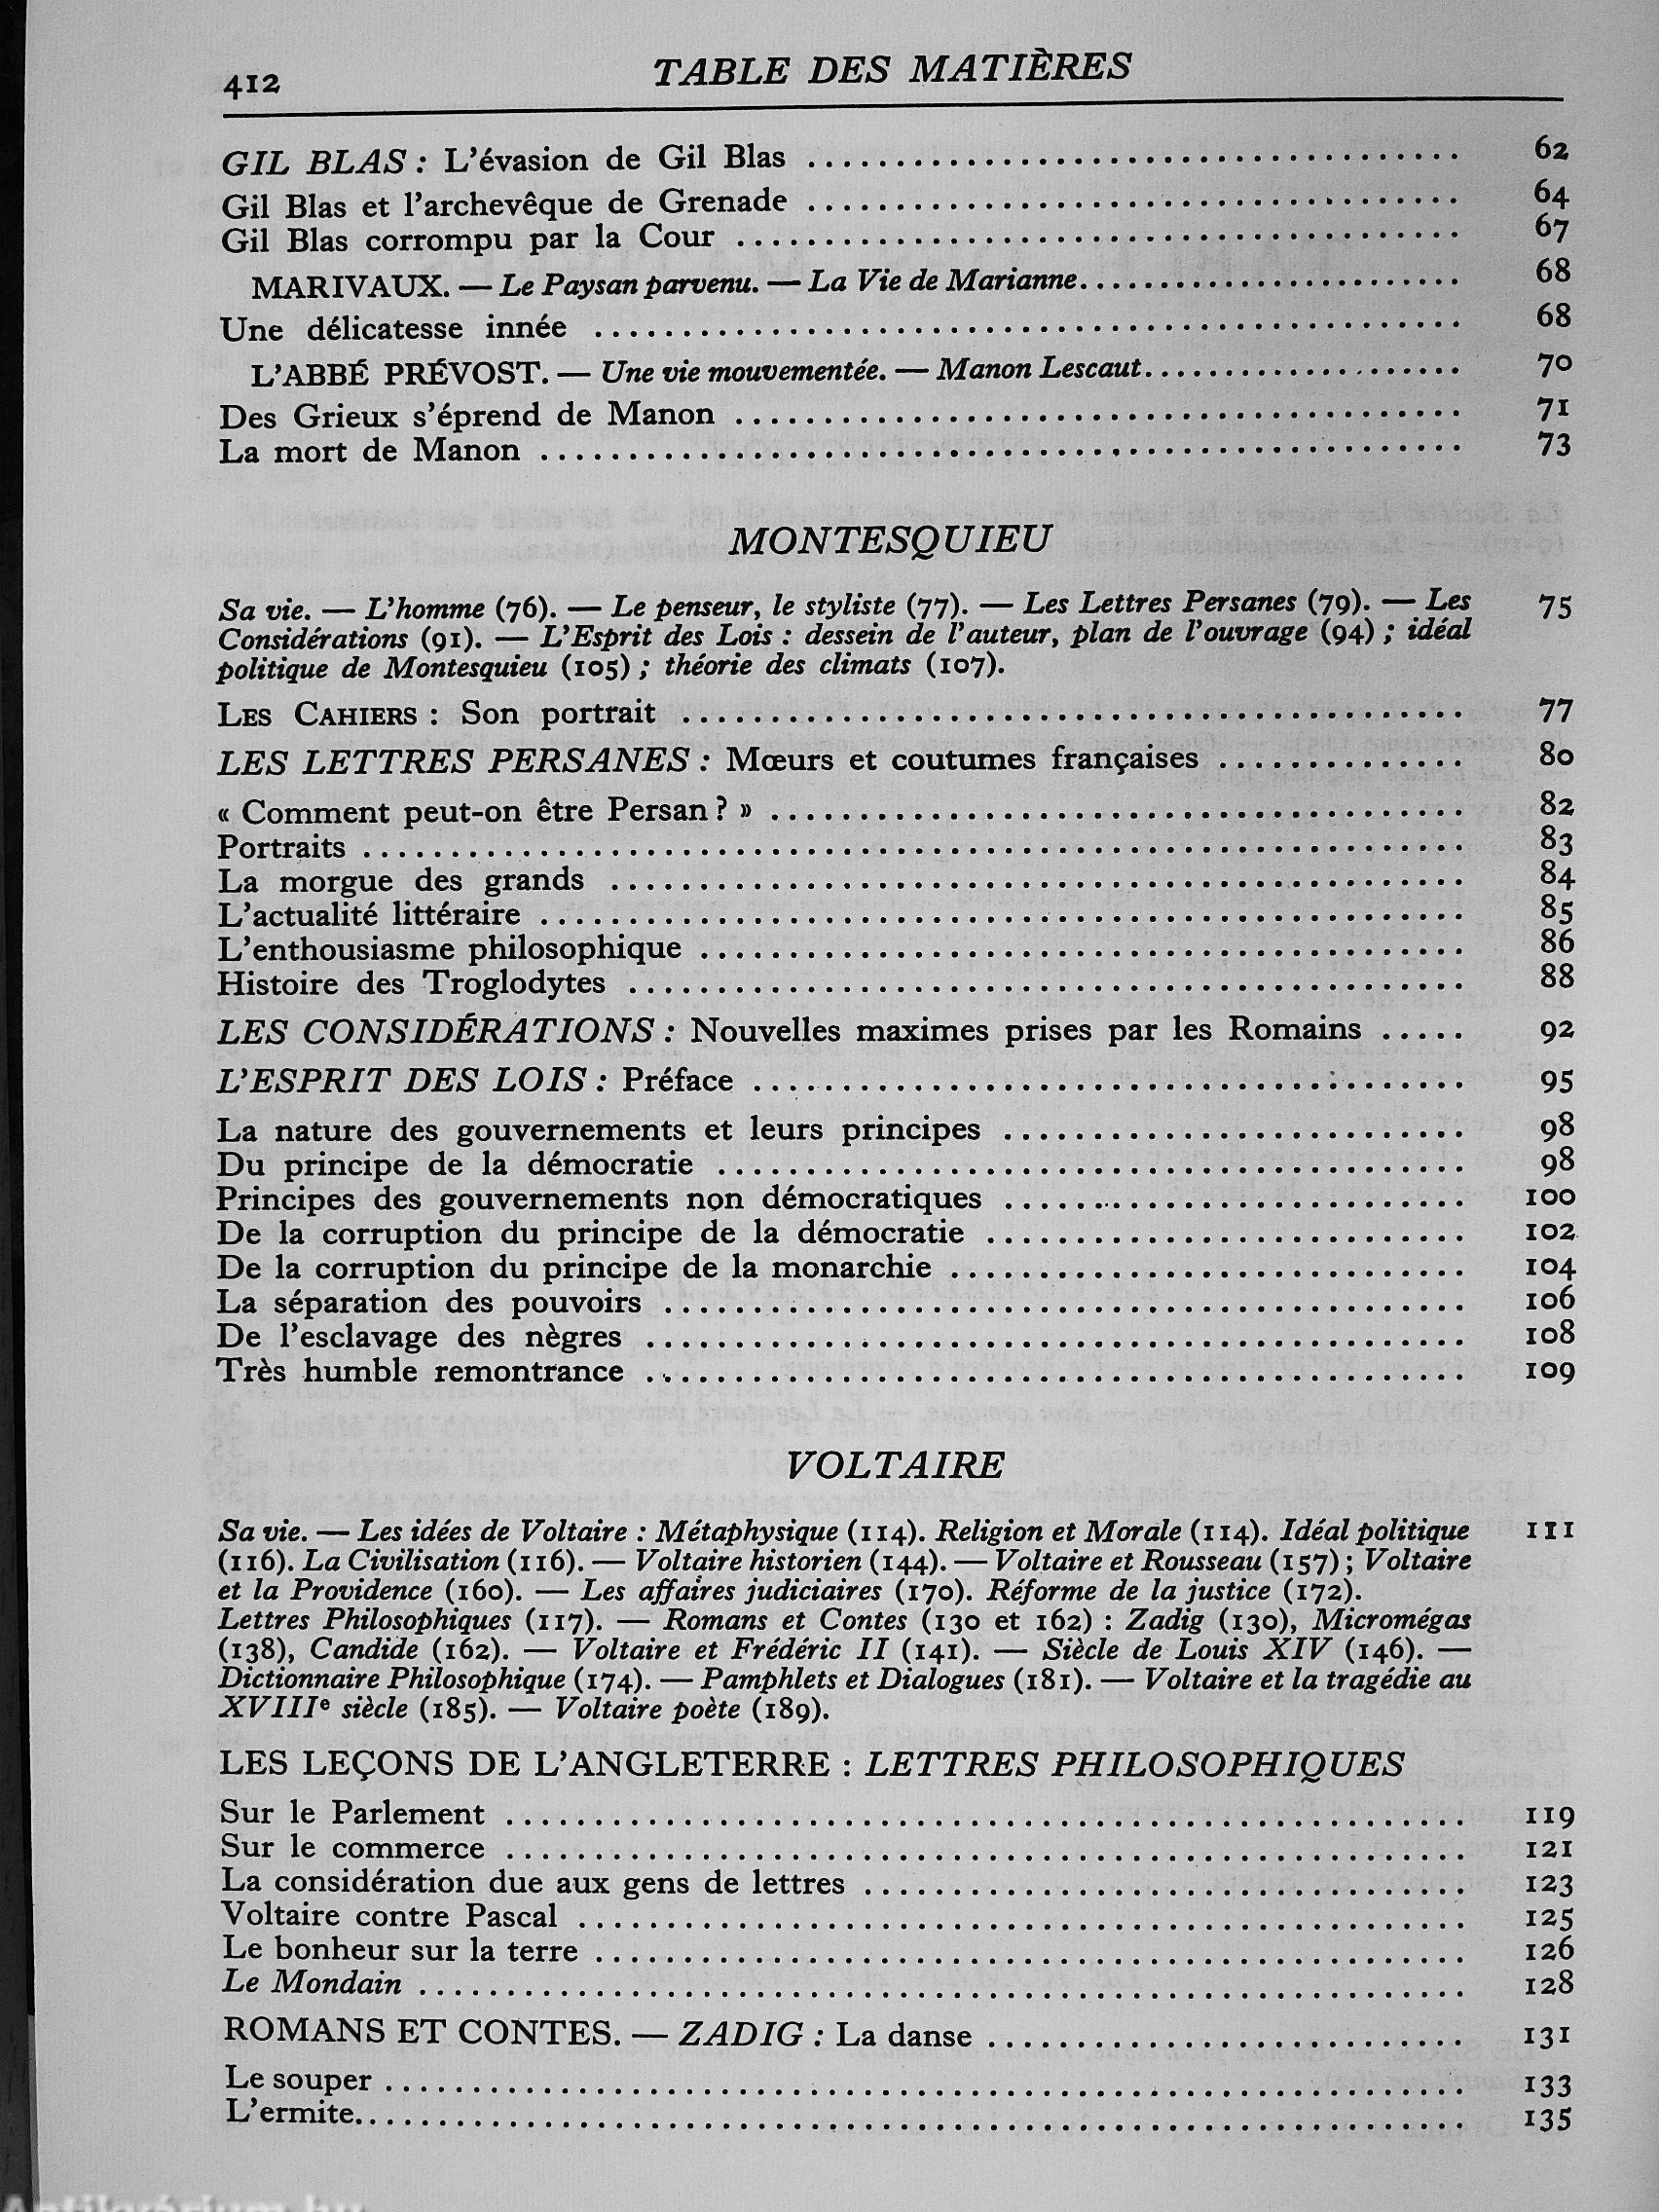 412
TABLE DES MATIÈRES
GIL BLAS : L'évasion de Gil Blas ..... 62
Gil Blas et l'archevêque de Grenade ..... 64
Gil Blas corrompu par la Cour ..... 67
MARIVAUX. — Le Paysan parvenu. — La Vie de Marianne ..... 68
Une délicatesse innée ..... 68
L'ABBÉ PRÉVOST. — Une vie mouvementée. — Manon Lescaut ..... 70
Des Grieux s'éprend de Manon ..... 71
La mort de Manon ..... 73
MONTESQUIEU
Sa vie. — L'homme (76). — Le penseur, le styliste (77). — Les Lettres Persanes (79). — Les 75
Considérations (91). — L'Esprit des Lois : dessein de l'auteur, plan de l'ouvrage (94) ; idéal
politique de Montesquieu (105) ; théorie des climats (107).
LES CAHIERS : Son portrait ..... 77
LES LETTRES PERSANES : Mœurs et coutumes françaises ..... 80
« Comment peut-on être Persan ? » ..... 82
Portraits ..... 83
La morgue des grands ..... 84
L'actualité littéraire ..... 85
L'enthousiasme philosophique ..... 86
Histoire des Troglodytes ..... 88
LES CONSIDÉRATIONS : Nouvelles maximes prises par les Romains ..... 92
L'ESPRIT DES LOIS : Préface ..... 95
La nature des gouvernements et leurs principes ..... 98
Du principe de la démocratie ..... 98
Principes des gouvernements non démocratiques ..... 100
De la corruption du principe de la démocratie ..... 102
De la corruption du principe de la monarchie ..... 104
La séparation des pouvoirs ..... 106
De l'esclavage des nègres ..... 108
Très humble remontrance ..... 109
VOLTAIRE
Sa vie. — Les idées de Voltaire : Métaphysique (114). Religion et Morale (114). Idéal politique 111
(116). La Civilisation (116). — Voltaire historien (144). — Voltaire et Rousseau (157) ; Voltaire
et la Providence (160). — Les affaires judiciaires (170). Réforme de la justice (172).
Lettres Philosophiques (117). — Romans et Contes (130 et 162) : Zadig (130), Micromégas
(138), Candide (162). — Voltaire et Frédéric II (141). — Siècle de Louis XIV (146). —
Dictionnaire Philosophique (174). — Pamphlets et Dialogues (181). — Voltaire et la tragédie au
XVIIIe siècle (185). — Voltaire poète (189).
LES LEÇONS DE L'ANGLETERRE : LETTRES PHILOSOPHIQUES
Sur le Parlement ..... 119
Sur le commerce ..... 121
La considération due aux gens de lettres ..... 123
Voltaire contre Pascal ..... 125
Le bonheur sur la terre ..... 126
Le Mondain ..... 128
ROMANS ET CONTES. — ZADIG : La danse ..... 131
Le souper ..... 133
L'ermite ..... 135